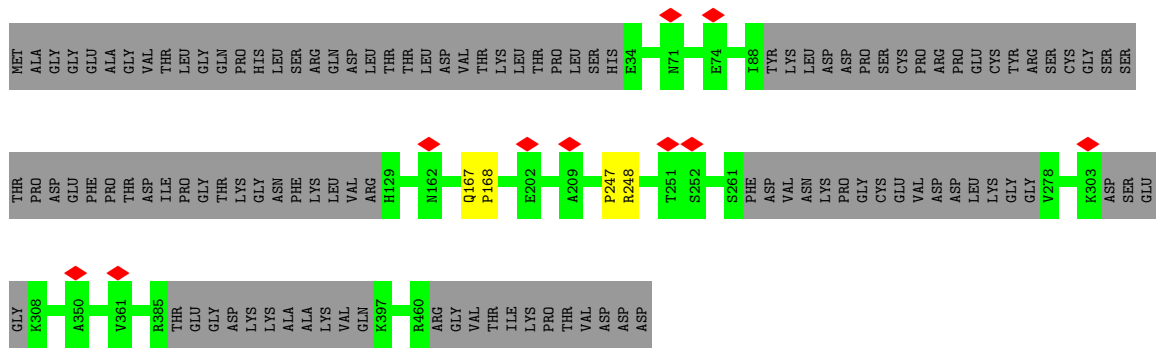 MET ALA GLY GLY GLU ALA GLY VAL THR LEU GLY GLN PRO HIS LEU SER ARG GLN ASP LEU THR THR LEU ASP VAL THR LYS LEU THR PRO LEU SER HIS E34 N71 E74 I88 TYR LYS LEU ASP ASP PRO SER CYS PRO ARG PRO GLU CYS TYR ARG SER CYS GLY SER SER
THR PRO ASP GLU PHE PRO THR ASP ILE PRO GLY THR LYS GLY ASN PHE LYS LEU VAL ARG H129 N162 Q167 P168 E202 A209 P247 R248 T251 S252 S261 PHE ASP VAL ASN LYS PRO GLY CYS GLU VAL ASP ASP LEU LYS GLY GLY V278 K303 ASP SER GLU
GLY K308 A350 V361 R385 THR GLU GLY ASP LYS LYS ALA ALA LYS VAL GLN K397 R460 ARG GLY VAL THR ILE LYS PRO THR VAL ASP ASP ASP